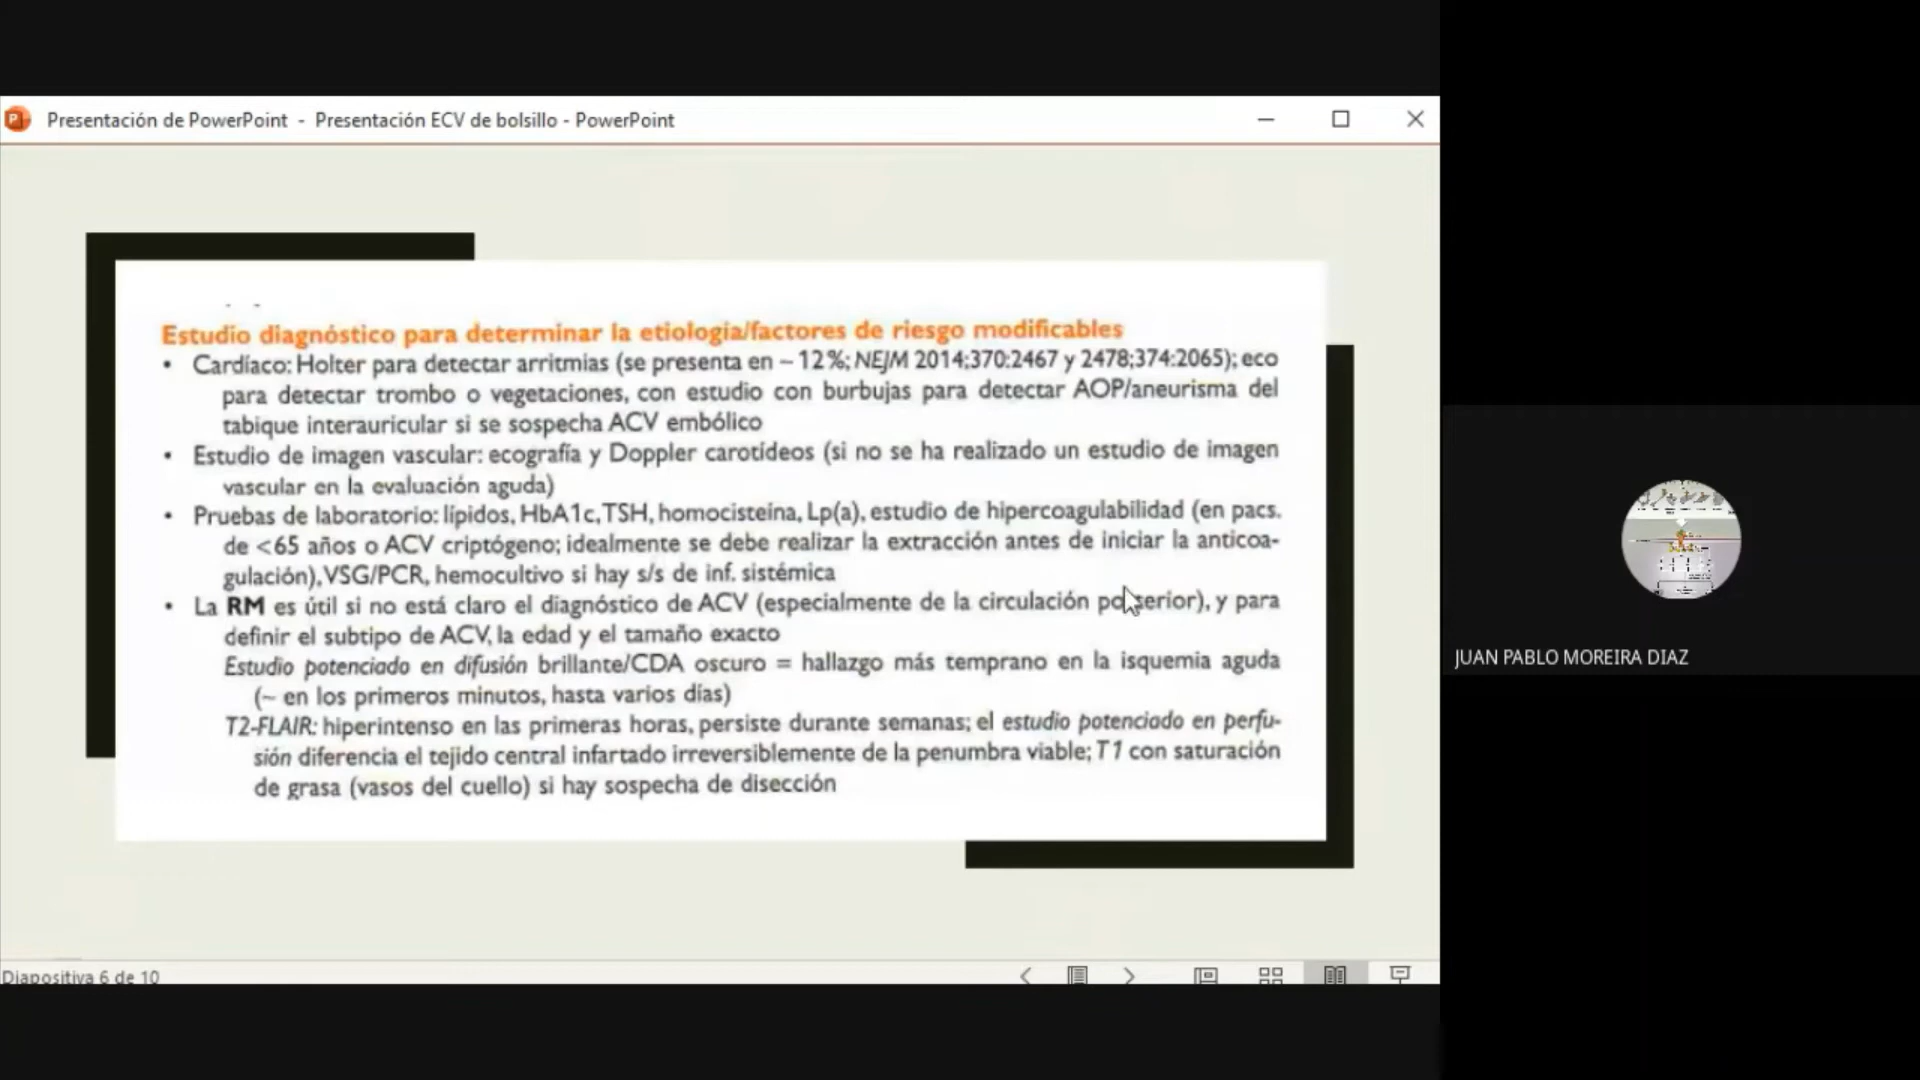 Presentación de PowerPoint - Presentación ECV de bolsillo - PowerPoint
Estudio diagnóstico para determinar la etiología/factores de riesgo modificables
• Cardíaco: Holter para detectar arritmias (se presenta en ~ 12 %; NEJM 2014;370:2467 y 2478;374:2065); eco
para detectar trombo o vegetaciones, con estudio con burbujas para detectar AOP/aneurisma del
tabique interauricular si se sospecha ACV embólico
• Estudio de imagen vascular: ecografía y Doppler carotídeos (si no se ha realizado un estudio de imagen
vascular en la evaluación aguda)
• Pruebas de laboratorio: lípidos, HbA1c, TSH, homocisteína, Lp(a), estudio de hipercoagulabilidad (en pacs.
de <65 años o ACV criptógeno; idealmente se debe realizar la extracción antes de iniciar la anticoa-
gulación), VSG/PCR, hemocultivo si hay s/s de inf. sistémica
• La RM es útil si no está claro el diagnóstico de ACV (especialmente de la circulación posterior), y para
definir el subtipo de ACV, la edad y el tamaño exacto
Estudio potenciado en difusión brillante/CDA oscuro = hallazgo más temprano en la isquemia aguda
(~ en los primeros minutos, hasta varios días)
T2-FLAIR: hiperintenso en las primeras horas, persiste durante semanas; el estudio potenciado en perfu-
sión diferencia el tejido central infartado irreversiblemente de la penumbra viable; T1 con saturación
de grasa (vasos del cuello) si hay sospecha de disección
Diapositiva 6 de 10
JUAN PABLO MOREIRA DIAZ